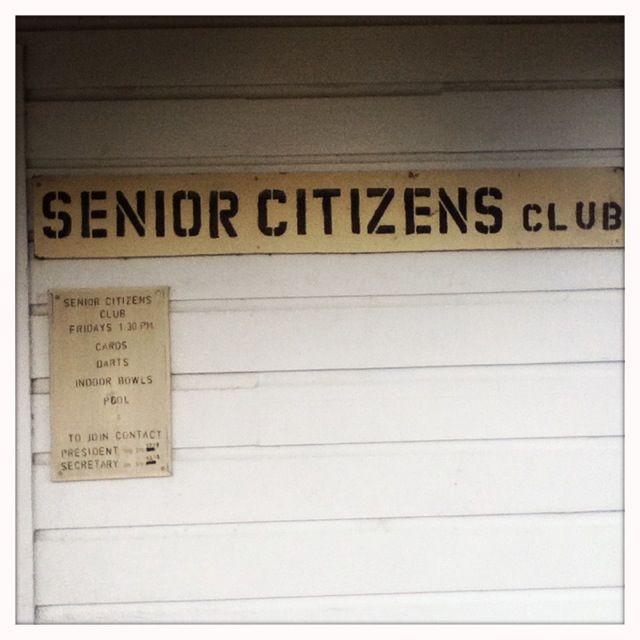 SENIOR CITIZENS CLUB
SENIOR CITIZENS
CLUB
FRIDAYS 1.30 PM
CARDS
DARTS
INDOOR BOWLS
POOL
TO JOIN CONTACT
PRESIDENT
SECRETARY